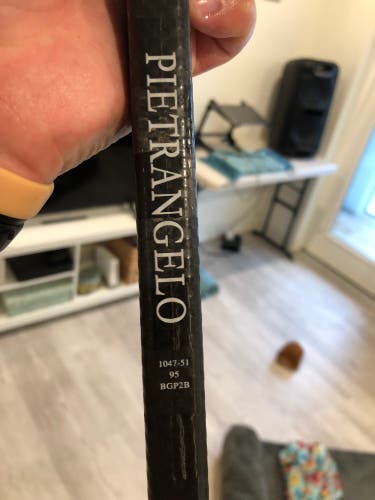 PIETRANGELO
1047-51
95
BGP2B